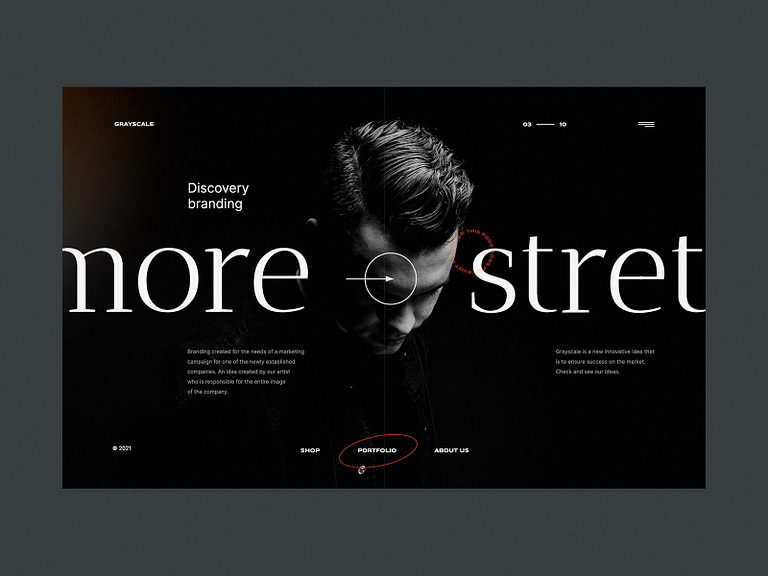 GRAYSCALE
03
10
Discovery
branding
more
stret
THIS PAGE
Branding created for the needs of a marketing
campaign for one of the newly established
companies. An idea created by our artist
who is responsible for the entire image
of the company.
Grayscale is a new innovative idea that
is to ensure success on the market.
Check and see our ideas.
© 2021
SHOP
PORTFOLIO
ABOUT US